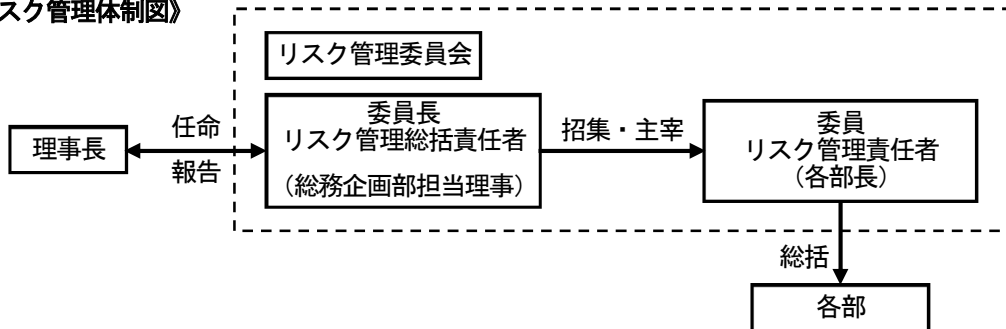 スク管理体制図》
リスク管理委員会
理事長
任命
報告
委員長
リスク管理総括責任者
（総務企画部担当理事）
招集・主宰
委員
リスク管理責任者
（各部長）
総括
各部